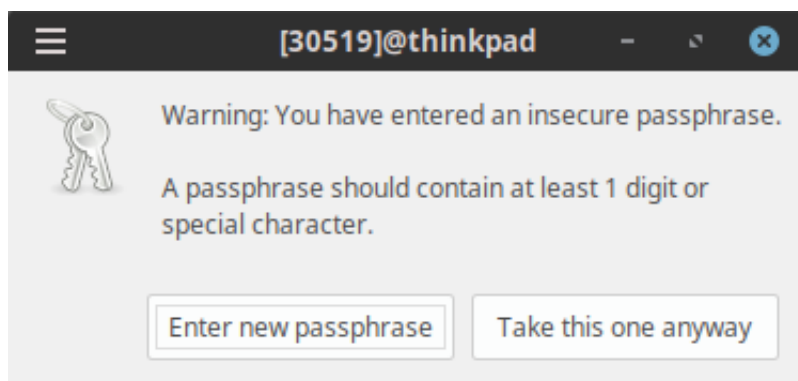 [30519]@thinkpad
Warning: You have entered an insecure passphrase.
A passphrase should contain at least 1 digit or
special character.
Enter new passphrase
Take this one anyway